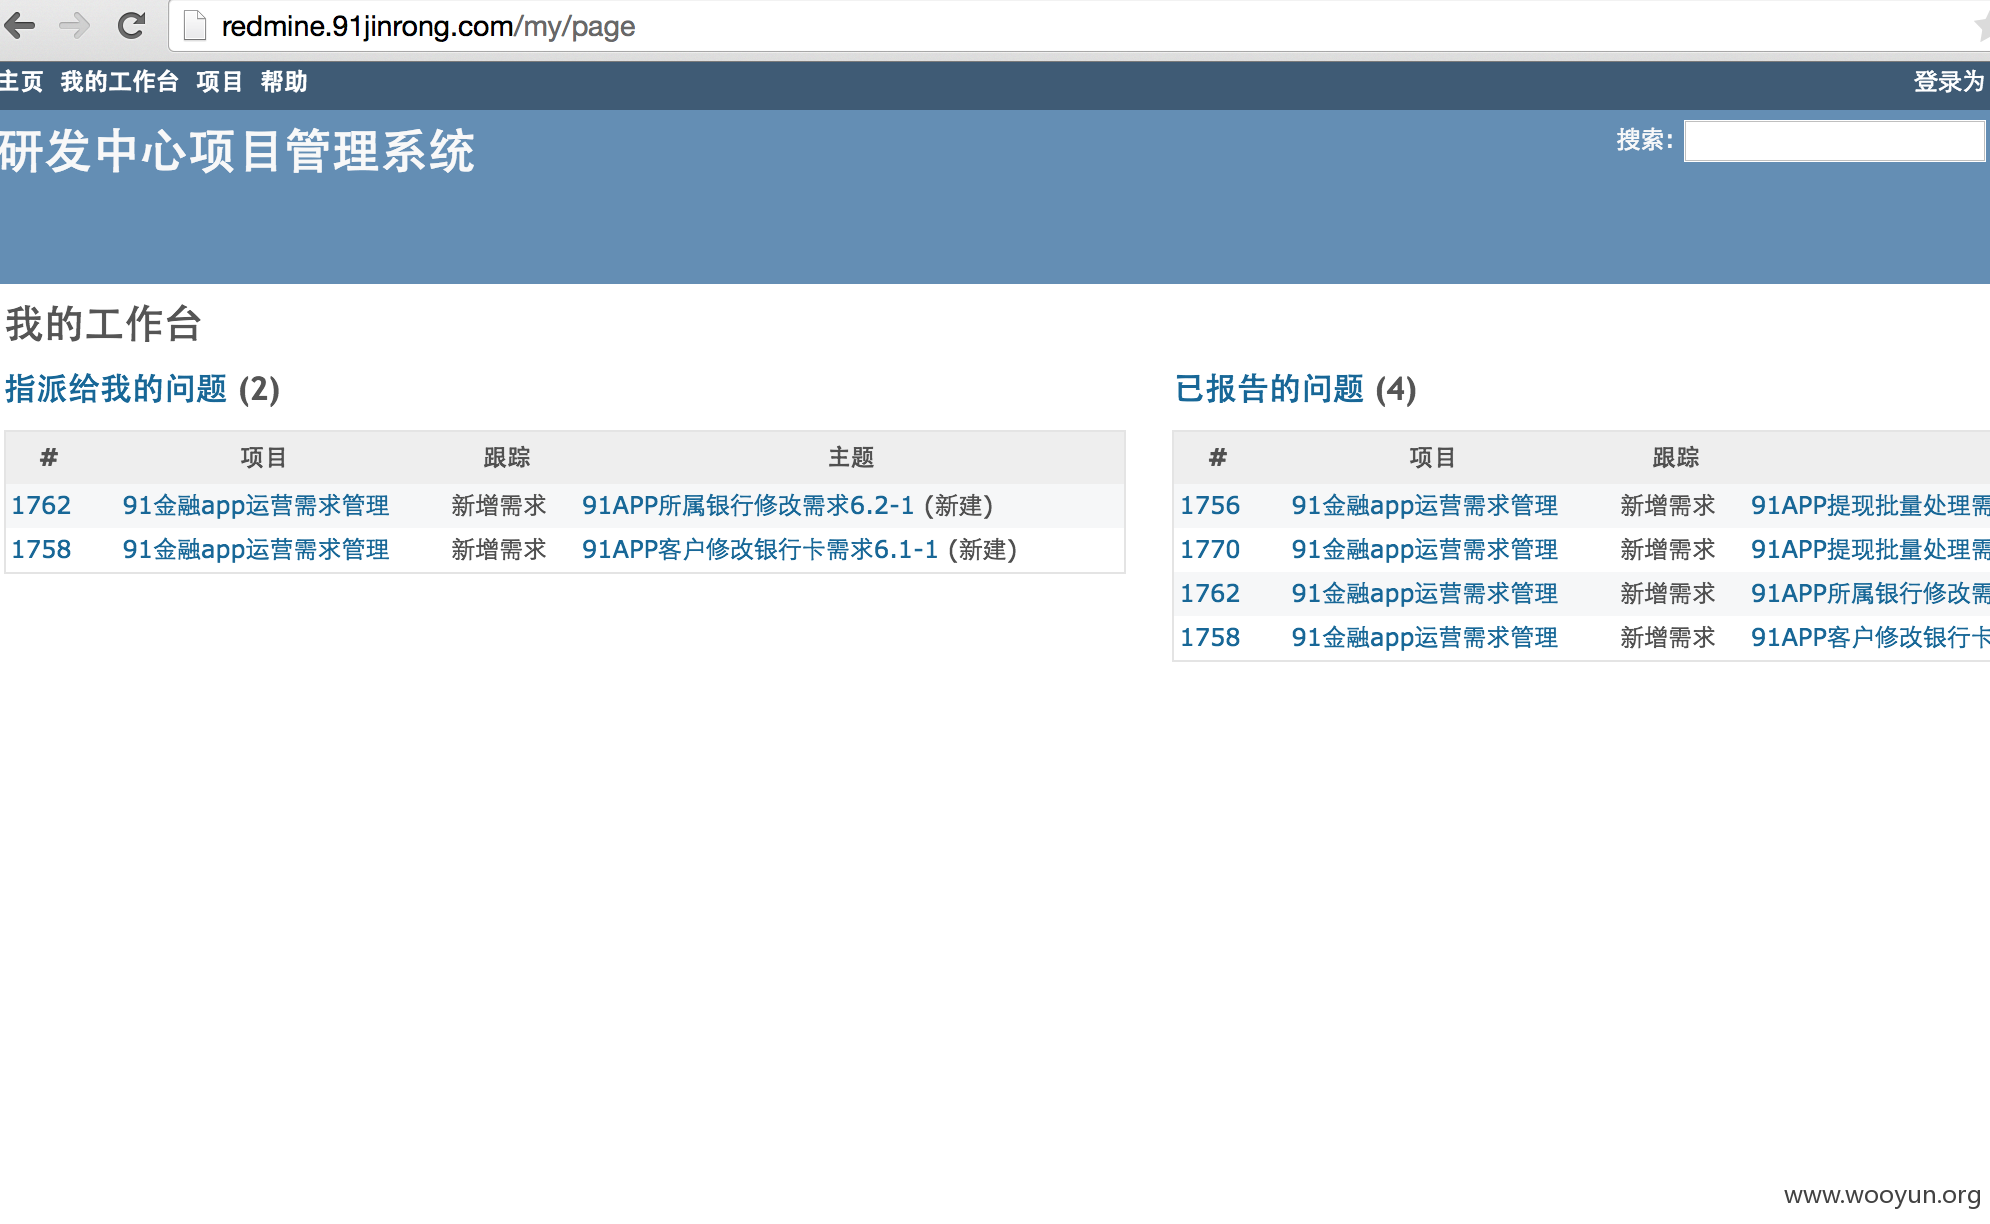 redmine.91jinrong.com/my/page
主页 我的工作台 项目 帮助 登录为
研发中心项目管理系统 搜索:
我的工作台
指派给我的问题 (2)
# 项目 跟踪 主题
1762 91金融app运营需求管理 新增需求 91APP所属银行修改需求6.2-1 (新建)
1758 91金融app运营需求管理 新增需求 91APP客户修改银行卡需求6.1-1 (新建)
已报告的问题 (4)
# 项目 跟踪
1756 91金融app运营需求管理 新增需求 91APP提现批量处理需
1770 91金融app运营需求管理 新增需求 91APP提现批量处理需
1762 91金融app运营需求管理 新增需求 91APP所属银行修改需
1758 91金融app运营需求管理 新增需求 91APP客户修改银行卡
www.wooyun.org